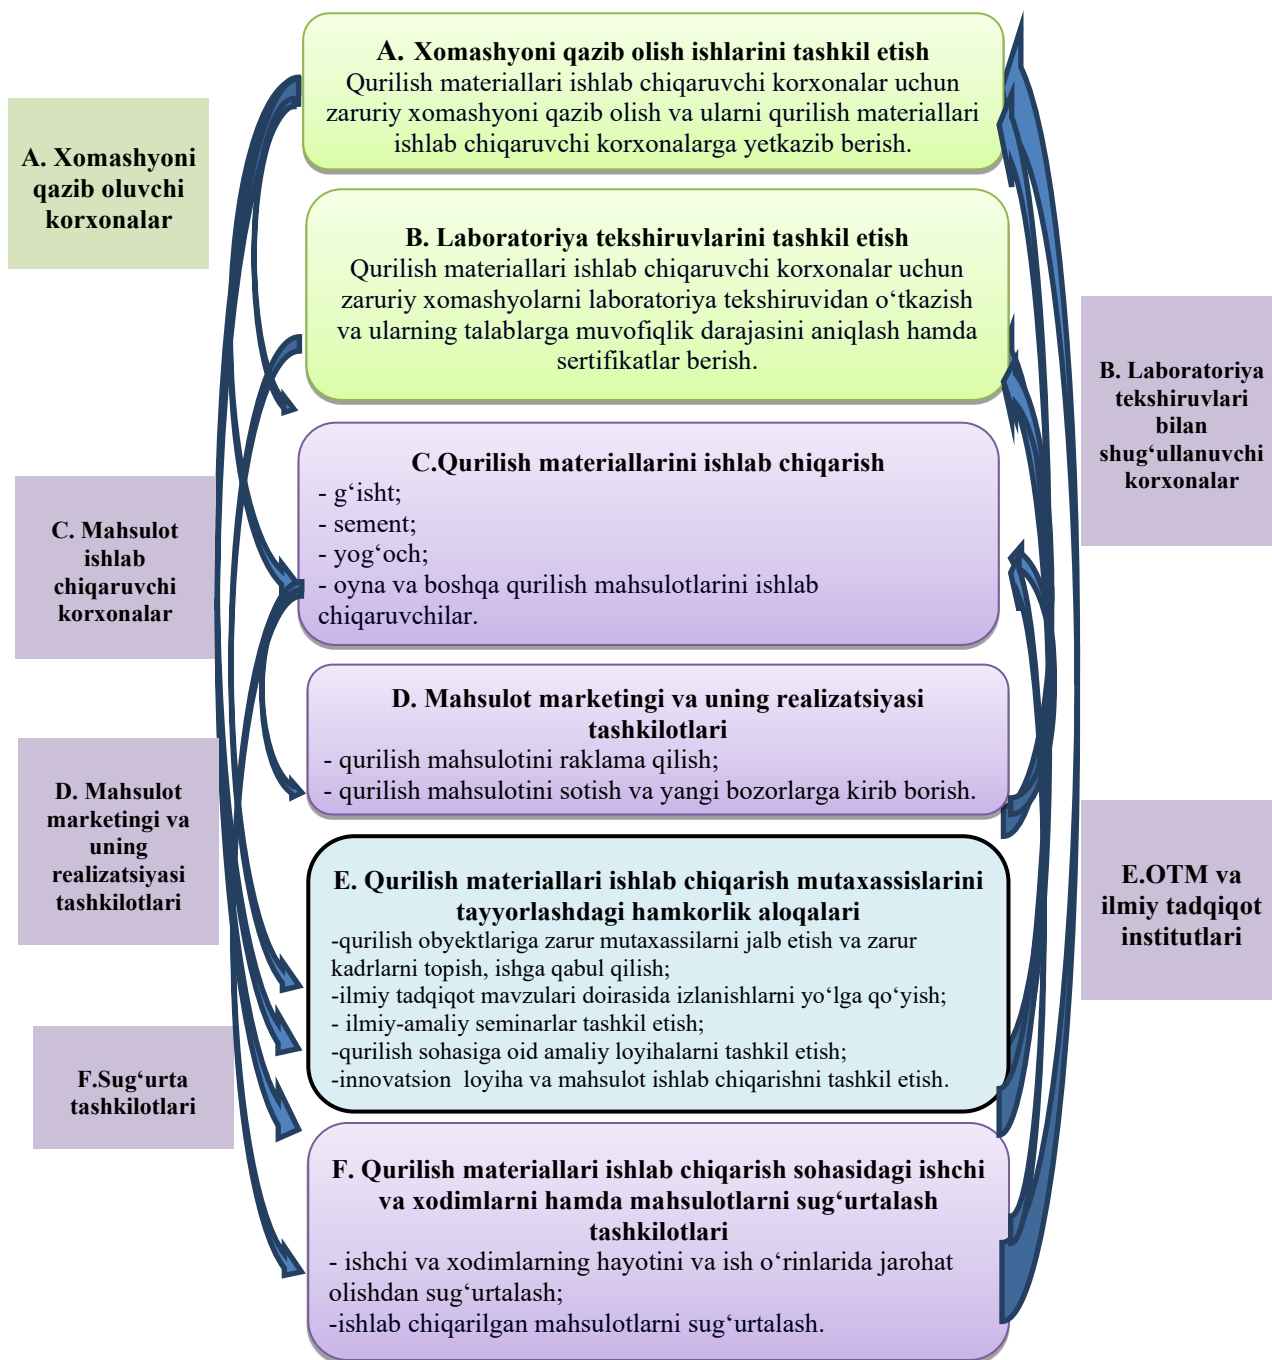 A. Xomashyoni qazib olish ishlarini tashkil etish
Qurilish materiallari ishlab chiqaruvchi korxonalar uchun
zaruriy xomashyoni qazib olish va ularni qurilish materiallari
ishlab chiqaruvchi korxonalarga yetkazib berish.
A. Xomashyoni
qazib oluvchi
korxonalar
B. Laboratoriya tekshiruvlarini tashkil etish
Qurilish materiallari ishlab chiqaruvchi korxonalar uchun
zaruriy xomashyolarni laboratoriya tekshiruvidan o‘tkazish
va ularning talablarga muvofiqlik darajasini aniqlash hamda
sertifikatlar berish.
B. Laboratoriya
tekshiruvlari
bilan
shug‘ullanuvchi
korxonalar
C.Qurilish materiallarini ishlab chiqarish
- g‘isht;
- sement;
- yog‘och;
- oyna va boshqa qurilish mahsulotlarini ishlab
chiqaruvchilar.
C. Mahsulot
ishlab
chiqaruvchi
korxonalar
D. Mahsulot marketingi va uning realizatsiyasi
tashkilotlari
- qurilish mahsulotini raklama qilish;
- qurilish mahsulotini sotish va yangi bozorlarga kirib borish.
D. Mahsulot
marketingi va
uning
realizatsiyasi
tashkilotlari
E. Qurilish materiallari ishlab chiqarish mutaxassislarini
tayyorlashdagi hamkorlik aloqalari
-qurilish obyektlariga zarur mutaxassilarni jalb etish va zarur
kadrlarni topish, ishga qabul qilish;
-ilmiy tadqiqot mavzulari doirasida izlanishlarni yo‘lga qo‘yish;
- ilmiy-amaliy seminarlar tashkil etish;
-qurilish sohasiga oid amaliy loyihalarni tashkil etish;
-innovatsion  loyiha va mahsulot ishlab chiqarishni tashkil etish.
E.OTM va
ilmiy tadqiqot
institutlari
F.Sug‘urta
tashkilotlari
F. Qurilish materiallari ishlab chiqarish sohasidagi ishchi
va xodimlarni hamda mahsulotlarni sug‘urtalash
tashkilotlari
- ishchi va xodimlarning hayotini va ish o‘rinlarida jarohat
olishdan sug‘urtalash;
-ishlab chiqarilgan mahsulotlarni sug‘urtalash.